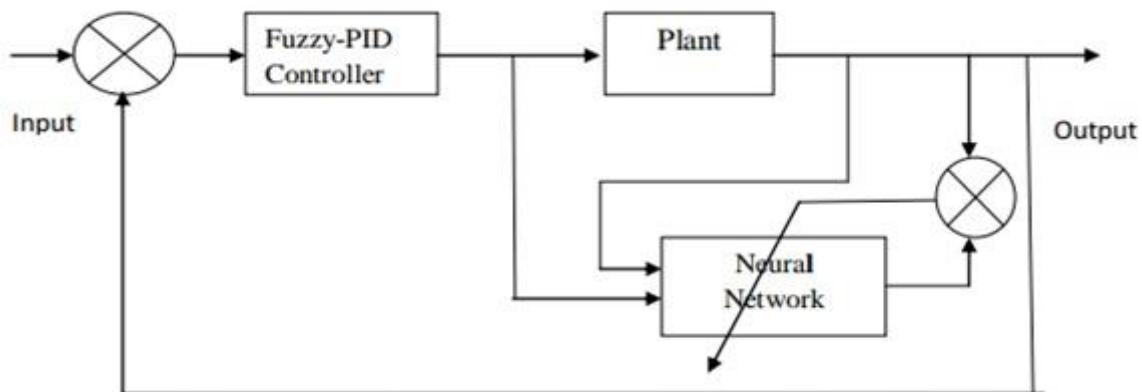 Fuzzy-PID
Controller
Plant
Input
Output
Neural
Network